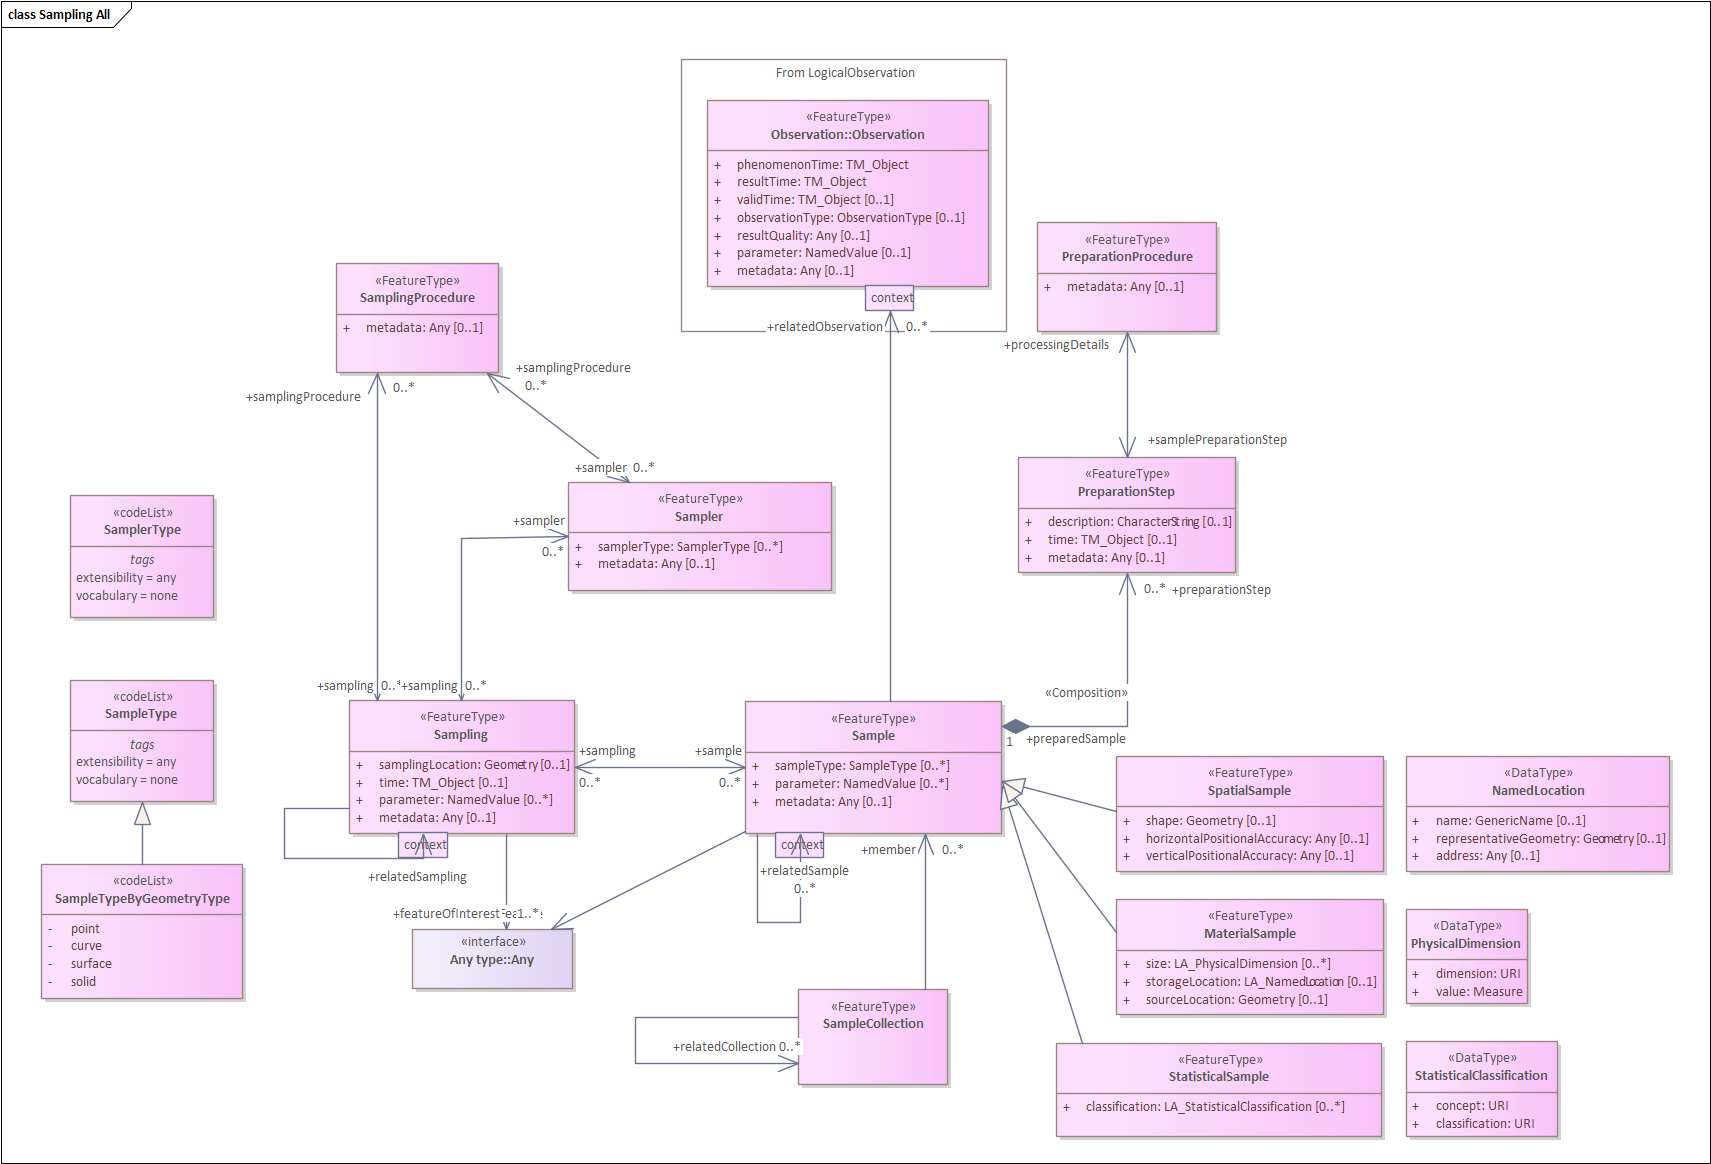 class Sampling All
From LogicalObservation
«FeatureType»
Observation::Observation
+ phenomenonTime: TM_Object
+ resultTime: TM_Object
+ validTime: TM_Object [0..1]
+ observationType: ObservationType [0..1]
+ resultQuality: Any [0..1]
+ parameter: NamedValue [0..1]
+ metadata: Any [0..1]
context
+relatedObservation 0..*
«FeatureType»
PreparationProcedure
+ metadata: Any [0..1]
+processingDetails
+samplePreparationStep
«FeatureType»
SamplingProcedure
+ metadata: Any [0..1]
+samplingProcedure
0..*
+samplingProcedure
0..*
+sampler 0..*
«FeatureType»
Sampler
+ samplerType: SamplerType [0..*]
+ metadata: Any [0..1]
+sampler
0..*
«FeatureType»
PreparationStep
+ description: CharacterString [0..1]
+ time: TM_Object [0..1]
+ metadata: Any [0..1]
0..* +preparationStep
«Composition»
1 +preparedSample
«codeList»
SamplerType
tags
extensibility = any
vocabulary = none
«codeList»
SampleType
tags
extensibility = any
vocabulary = none
«codeList»
SampleTypeByGeometryType
- point
- curve
- surface
- solid
+sampling 0..*
+sampling 0..*
«FeatureType»
Sampling
+ samplingLocation: Geometry [0..1]
+ time: TM_Object [0..1]
+ parameter: NamedValue [0..*]
+ metadata: Any [0..1]
context
+relatedSampling
+sampling
0..*
+sample
0..*
«FeatureType»
Sample
+ sampleType: SampleType [0..*]
+ parameter: NamedValue [0..*]
+ metadata: Any [0..1]
context
+relatedSample
0..*
+member 0..*
+featureOfInterest
1..*
«interface»
Any type::Any
«FeatureType»
SampleCollection
+relatedCollection 0..*
«FeatureType»
SpatialSample
+ shape: Geometry [0..1]
+ horizontalPositionalAccuracy: Any [0..1]
+ verticalPositionalAccuracy: Any [0..1]
«DataType»
NamedLocation
+ name: GenericName [0..1]
+ representativeGeometry: Geometry [0..1]
+ address: Any [0..1]
«FeatureType»
MaterialSample
+ size: LA_PhysicalDimension [0..*]
+ storageLocation: LA_NamedLocation [0..1]
+ sourceLocation: Geometry [0..1]
«DataType»
PhysicalDimension
+ dimension: URI
+ value: Measure
«FeatureType»
StatisticalSample
+ classification: LA_StatisticalClassification [0..*]
«DataType»
StatisticalClassification
+ concept: URI
+ classification: URI